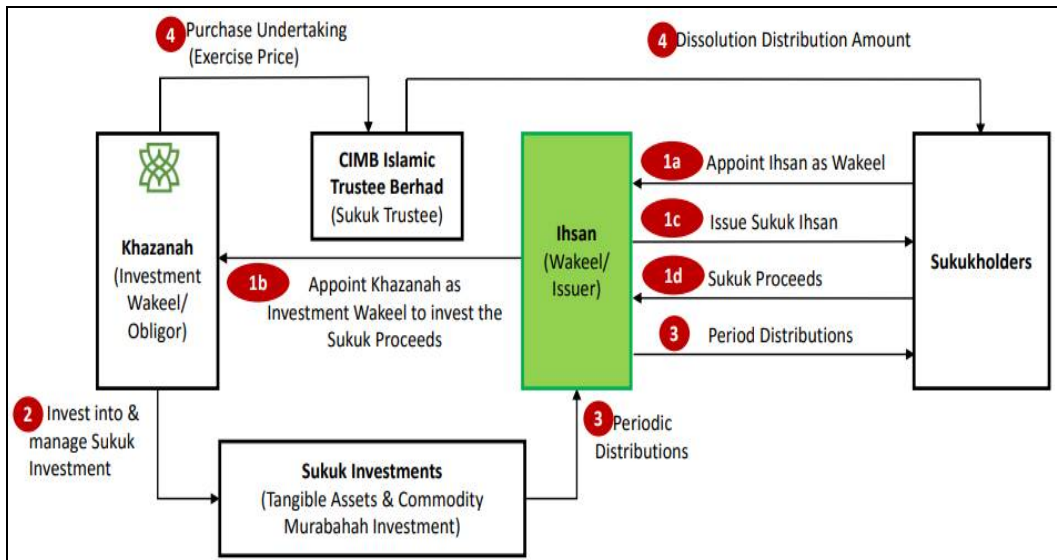 4 Purchase Undertaking
(Exercise Price)
4 Dissolution Distribution Amount
Khazanah
(Investment
Wakeel/
Obligor)
CIMB Islamic
Trustee Berhad
(Sukuk Trustee)
Ihsan
(Wakeel/
Issuer)
Sukukholders
1a Appoint Ihsan as Wakeel
1c Issue Sukuk Ihsan
1d Sukuk Proceeds
3 Period Distributions
1b Appoint Khazanah as
Investment Wakeel to invest the
Sukuk Proceeds
2 Invest into &
manage Sukuk
Investment
Sukuk Investments
(Tangible Assets & Commodity
Murabahah Investment)
3 Periodic
Distributions